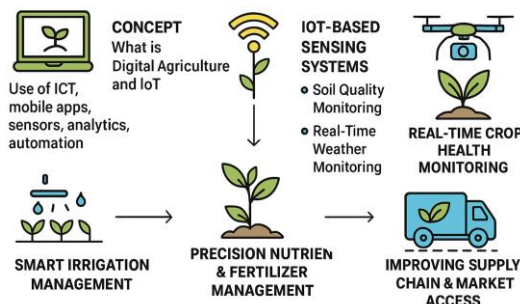 CONCEPT
What is
Digital Agriculture
and IoT
Use of ICT,
mobile apps,
sensors, analytics,
automation
IOT-BASED
SENSING
SYSTEMS
Soil Quality
Monitoring
Real-Time
Weather
Monitoring
REAL-TIME CROP
HEALTH
MONITORING
SMART IRRIGATION
MANAGEMENT
PRECISION NUTRIEN
& FERTILIZER
MANAGEMENT
IMPROVING SUPPLY
CHAIN & MARKET
ACCESS